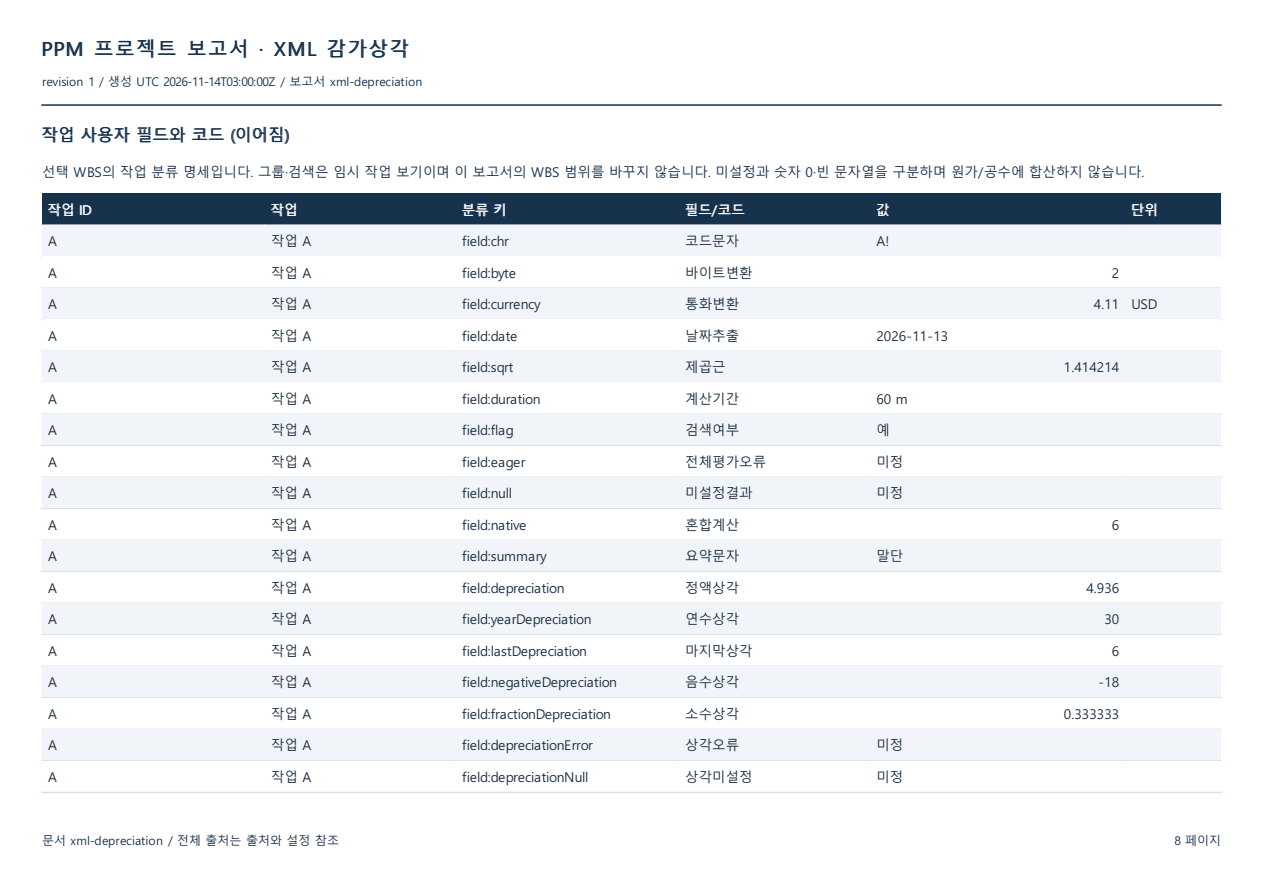 PPM 프로젝트 보고서 · XML 감가상각
revision 1 / 생성 UTC 2026-11-14T03:00:00Z / 보고서 xml-depreciation
작업 사용자 필드와 코드 (이어짐)
선택 WBS의 작업 분류 명세입니다. 그룹·검색은 임시 작업 보기이며 이 보고서의 WBS 범위를 바꾸지 않습니다. 미설정과 숫자 0·빈 문자열을 구분하며 원가/공수에 합산하지 않습니다.
작업 ID 작업 분류 키 필드/코드 값 단위
A 작업 A field:chr 코드문자 A!
A 작업 A field:byte 바이트변환 2
A 작업 A field:currency 통화변환 4.11 USD
A 작업 A field:date 날짜추출 2026-11-13
A 작업 A field:sqrt 제곱근 1.414214
A 작업 A field:duration 계산기간 60 m
A 작업 A field:flag 검색여부 예
A 작업 A field:eager 전체평가오류 미정
A 작업 A field:null 미설정결과 미정
A 작업 A field:native 혼합계산 6
A 작업 A field:summary 요약문자 말단
A 작업 A field:depreciation 정액상각 4.936
A 작업 A field:yearDepreciation 연수상각 30
A 작업 A field:lastDepreciation 마지막상각 6
A 작업 A field:negativeDepreciation 음수상각 -18
A 작업 A field:fractionDepreciation 소수상각 0.333333
A 작업 A field:depreciationError 상각오류 미정
A 작업 A field:depreciationNull 상각미설정 미정
문서 xml-depreciation / 전체 출처는 출처와 설정 참조
8 페이지